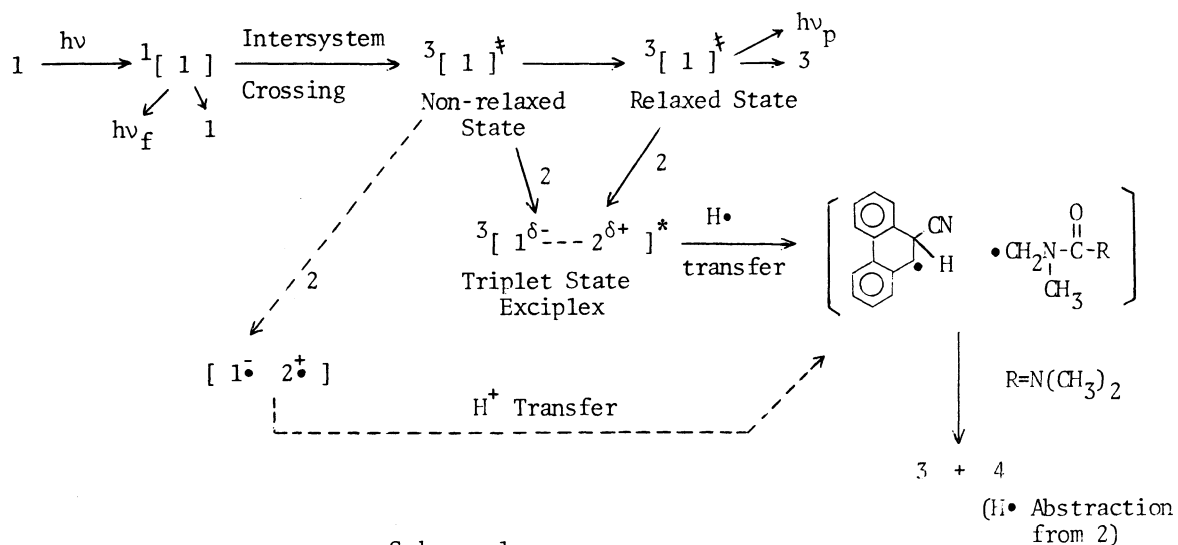 1 hν ¹[ 1 ] Intersystem Crossing ³[ 1 ]‡ ³[ 1 ]‡ hνp
3
Non-relaxed State
Relaxed State
hνf 1
2 2
³[ 1δ- --- 2δ+ ]* H• transfer
Triplet State
Exciplex
2
CN
H
•
O
•CH₂N-C-R
CH₃
[ 1•- 2•+ ]
H⁺ Transfer
R=N(CH₃)₂
3 + 4
(H• Abstraction
from 2)